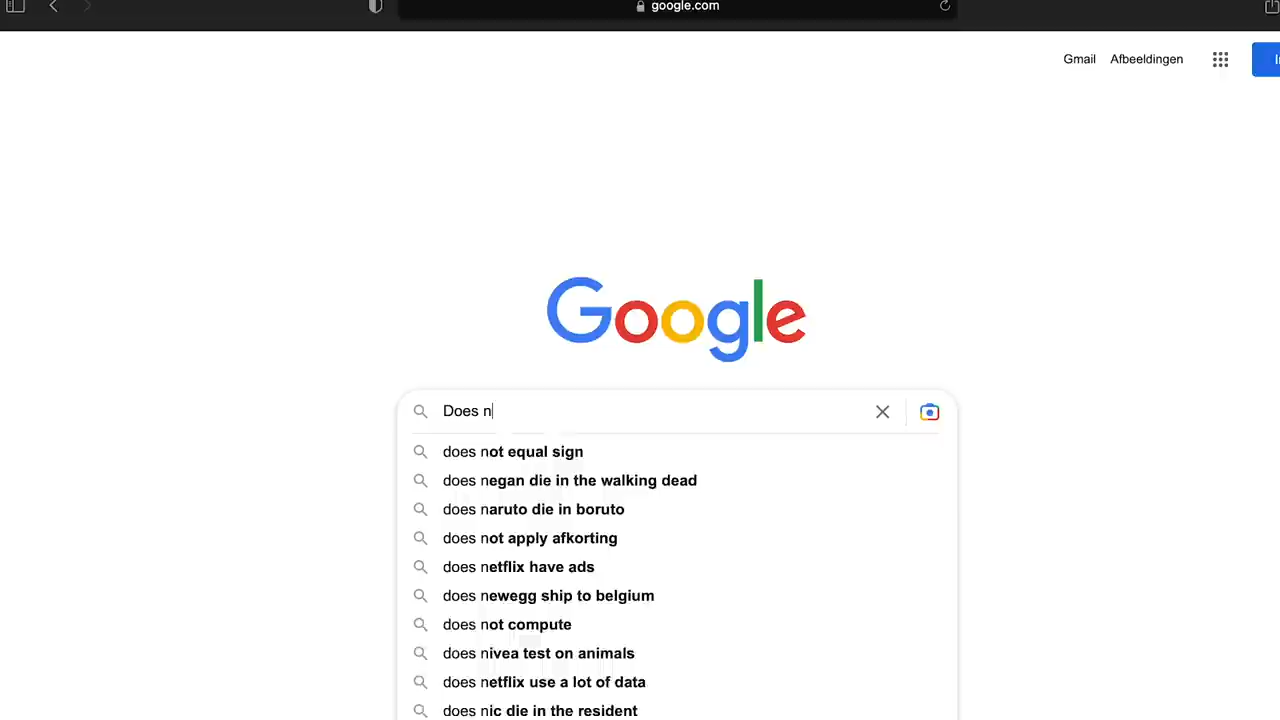 google.com
Gmail Afbeeldingen
Google
Does n
does not equal sign
does negan die in the walking dead
does naruto die in boruto
does not apply afkorting
does netflix have ads
does newegg ship to belgium
does not compute
does nivea test on animals
does netflix use a lot of data
does nic die in the resident